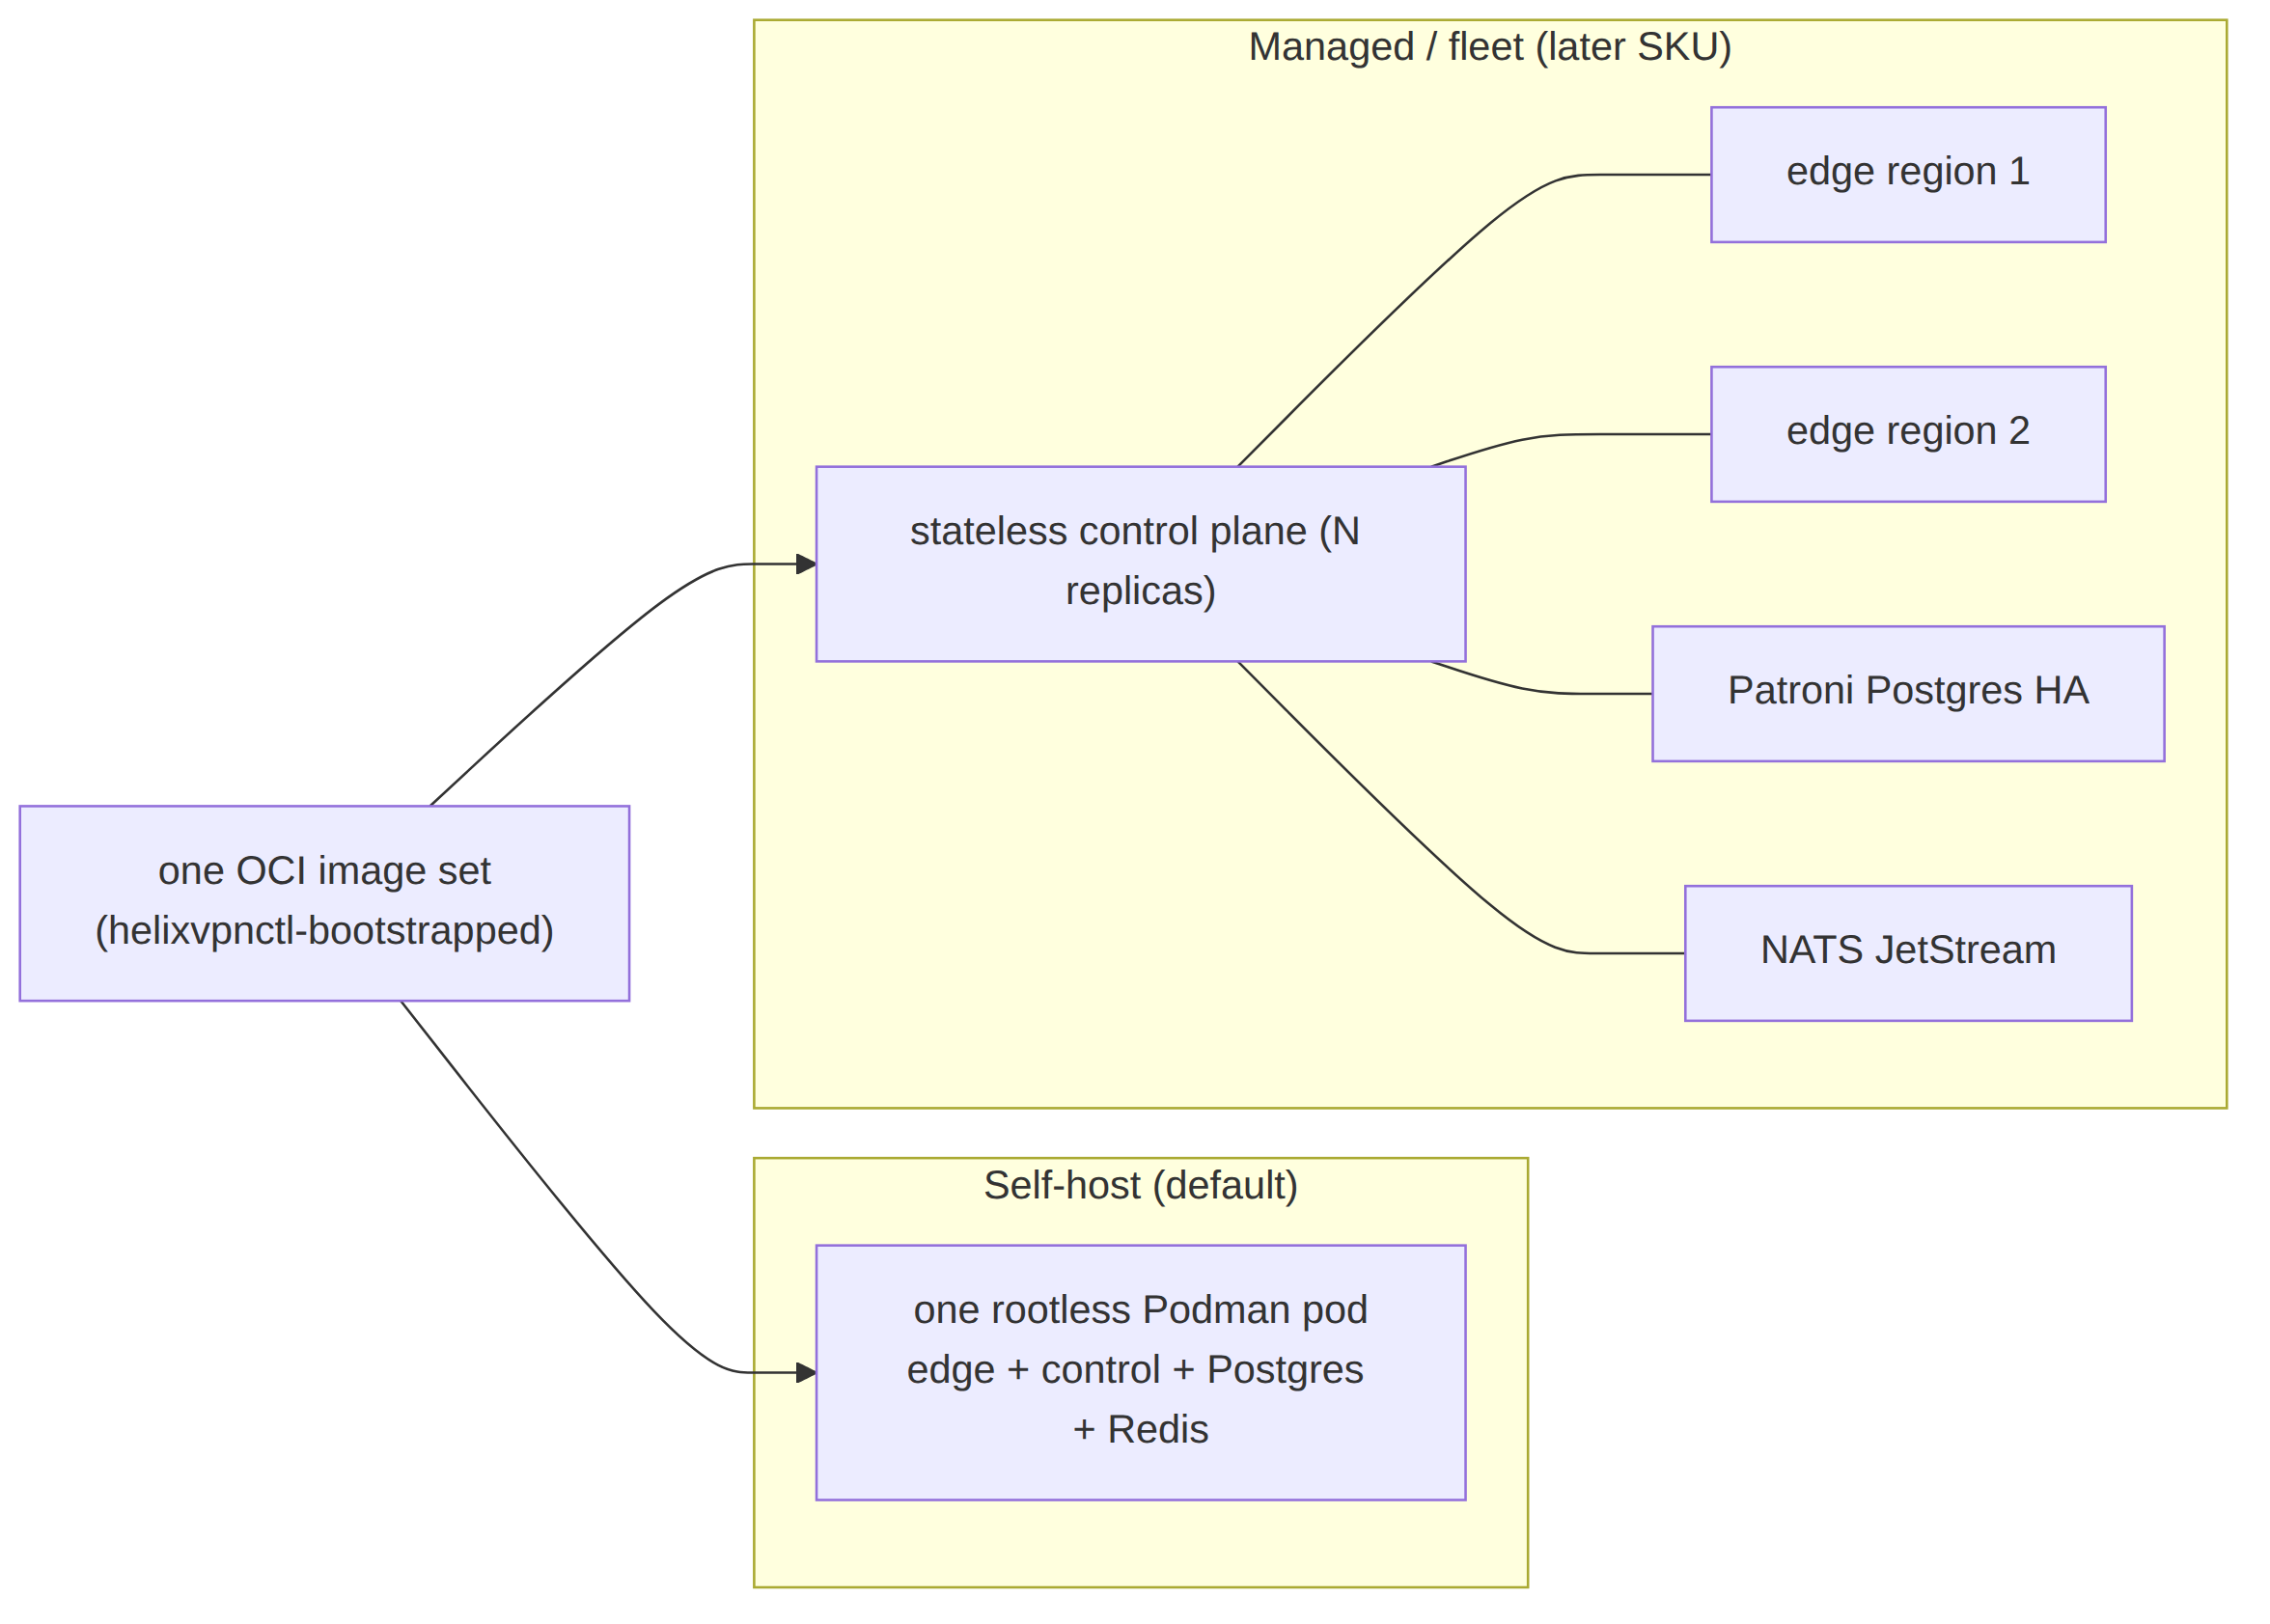 Managed / fleet (later SKU)
edge region 1
edge region 2
stateless control plane (N
replicas)
Patroni Postgres HA
NATS JetStream
one OCI image set
(helixvpnctl-bootstrapped)
Self-host (default)
one rootless Podman pod
edge + control + Postgres
+ Redis